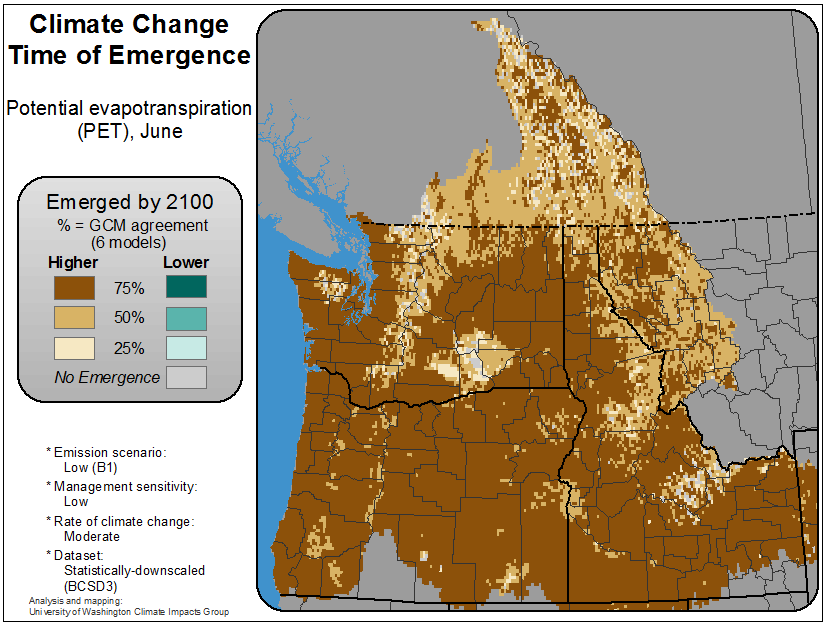 Climate Change
Time of Emergence
Potential evapotranspiration
(PET), June
Emerged by 2100
% = GCM agreement
(6 models)
Higher Lower
75%
50%
25%
No Emergence
* Emission scenario:
Low (B1)
* Management sensitivity:
Low
* Rate of climate change:
Moderate
* Dataset:
Statistically-downscaled
(BCSD3)
Analysis and mapping:
University of Washington Climate Impacts Group